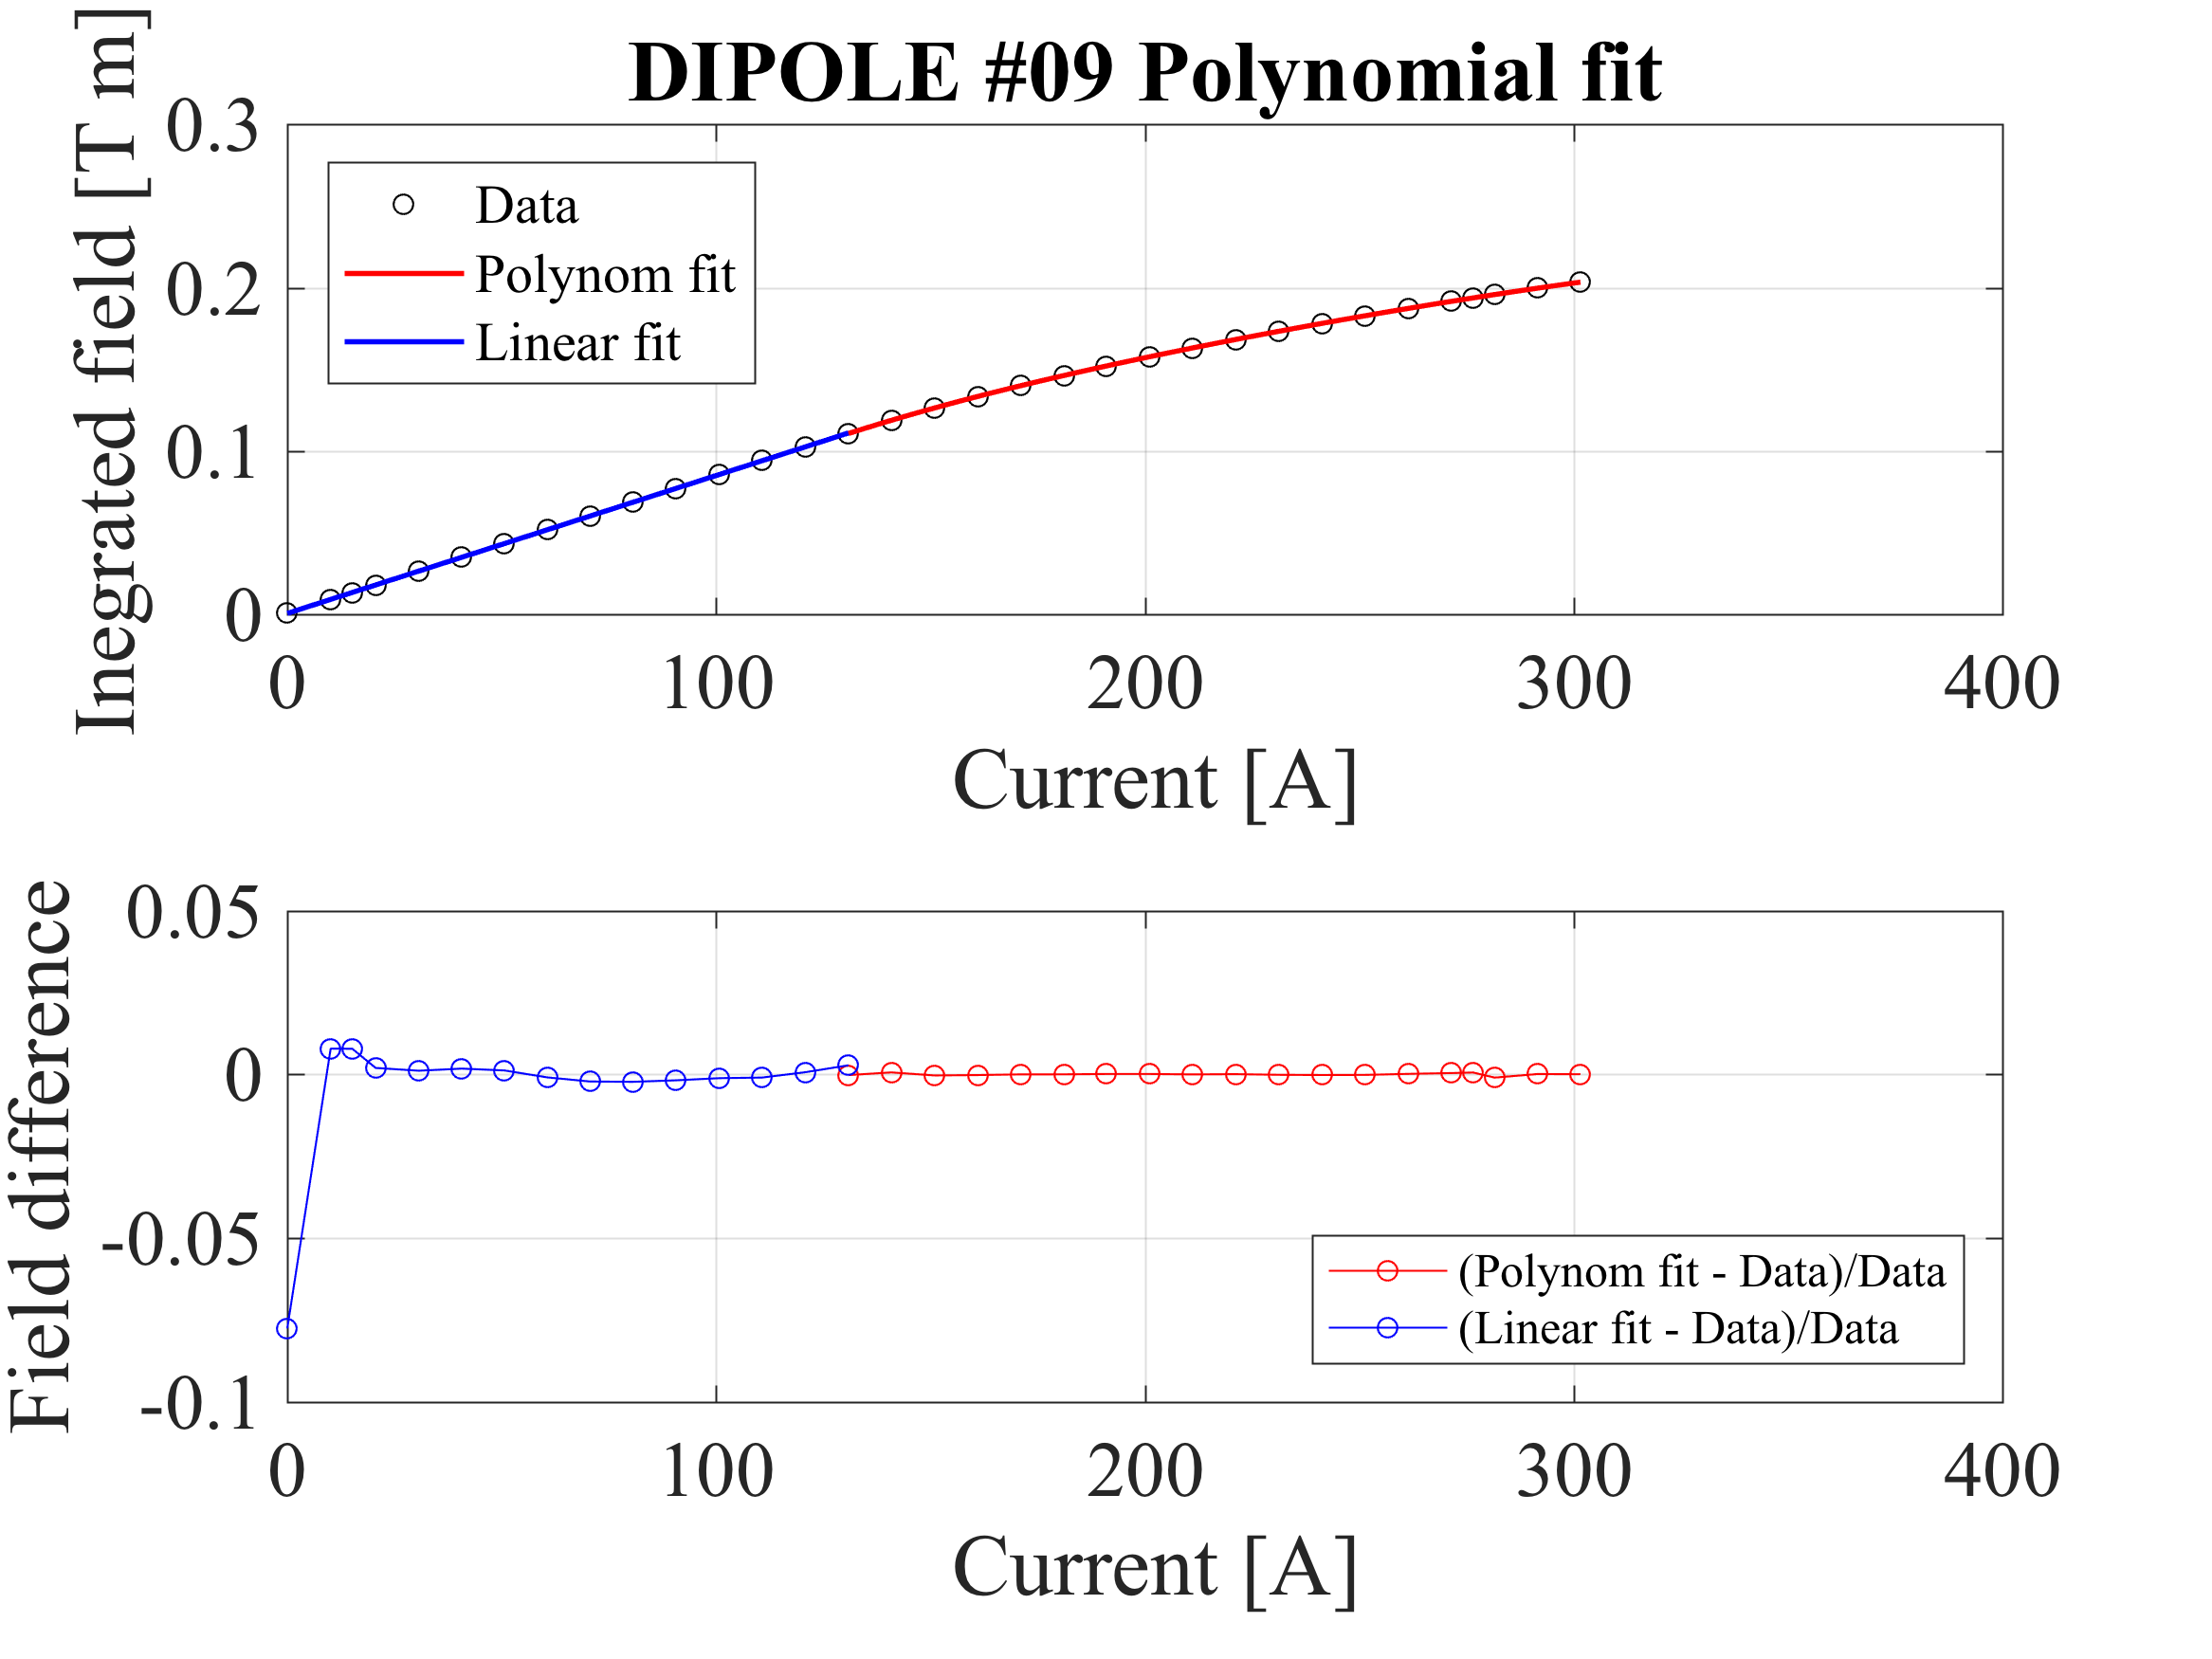 DIPOLE #09 Polynomial fit
Inegrated field [T m]
0.3
0.2
0.1
0
Data
Polynom fit
Linear fit
0 100 200 300 400
Current [A]
Field difference
0.05
0
-0.05
-0.1
(Polynom fit - Data)/Data
(Linear fit - Data)/Data
0 100 200 300 400
Current [A]